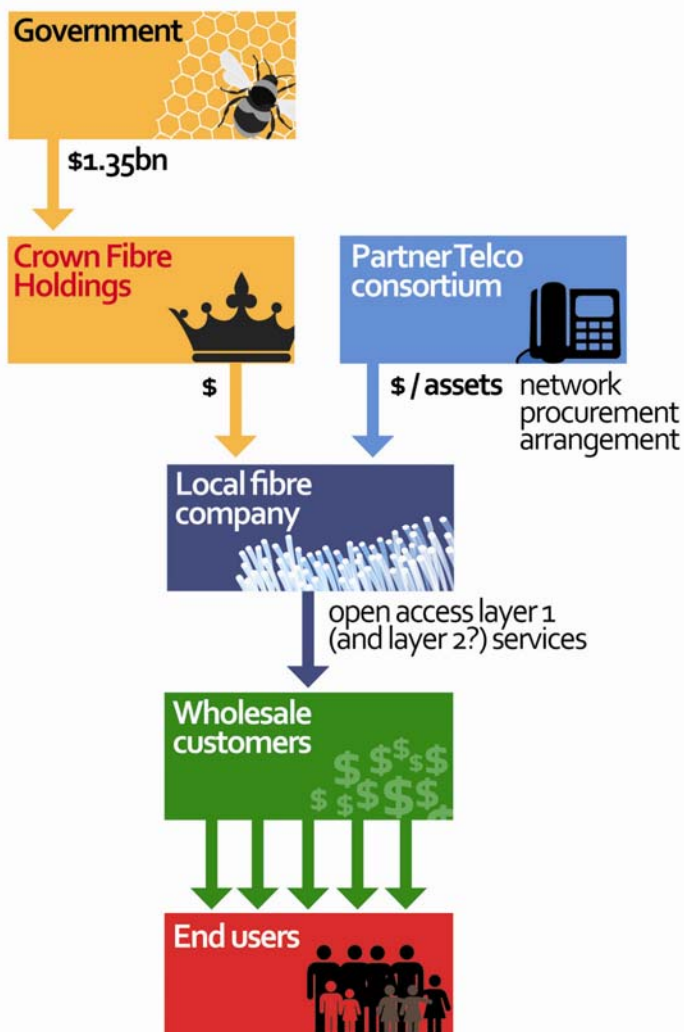 Government
$1.35bn
Crown Fibre
Holdings
Partner Telco
consortium
$
$ / assets
network
procurement
arrangement
Local fibre
company
open access layer 1
(and layer 2?) services
Wholesale
customers
$ $ $ $ $
$ $ $ $ $
$
End users